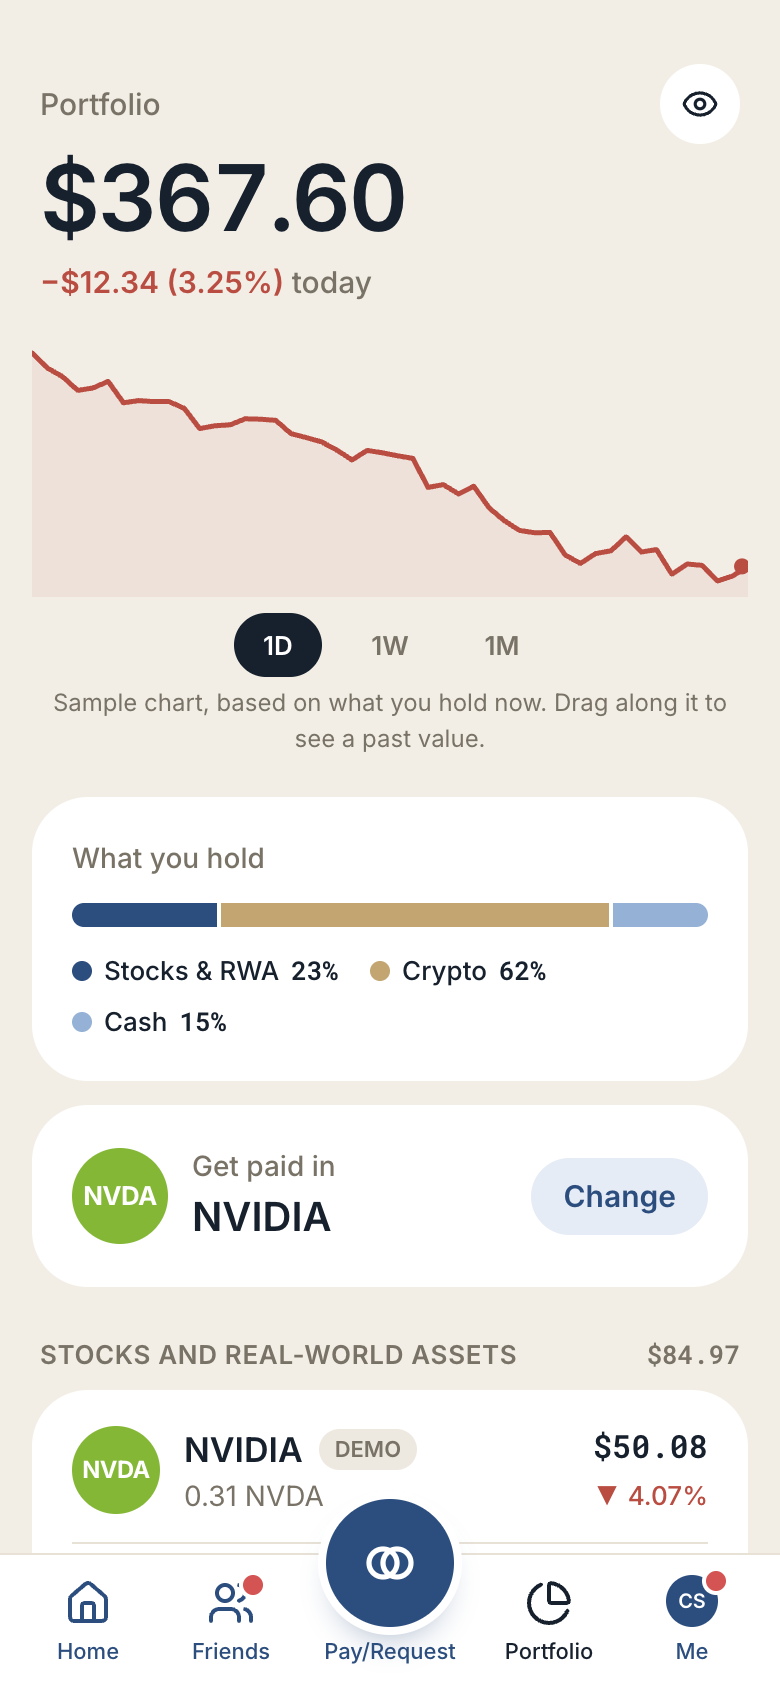 Portfolio
$367.60
−$12.34 (3.25%) today
1D 1W 1M
Sample chart, based on what you hold now. Drag along it to
see a past value.
What you hold
Stocks & RWA 23% Crypto 62%
Cash 15%
NVDA
Get paid in
NVIDIA
Change
STOCKS AND REAL-WORLD ASSETS $84.97
NVDA
NVIDIA DEMO $50.08
0.31 NVDA ▼ 4.07%
CS
Home Friends Pay/Request Portfolio Me